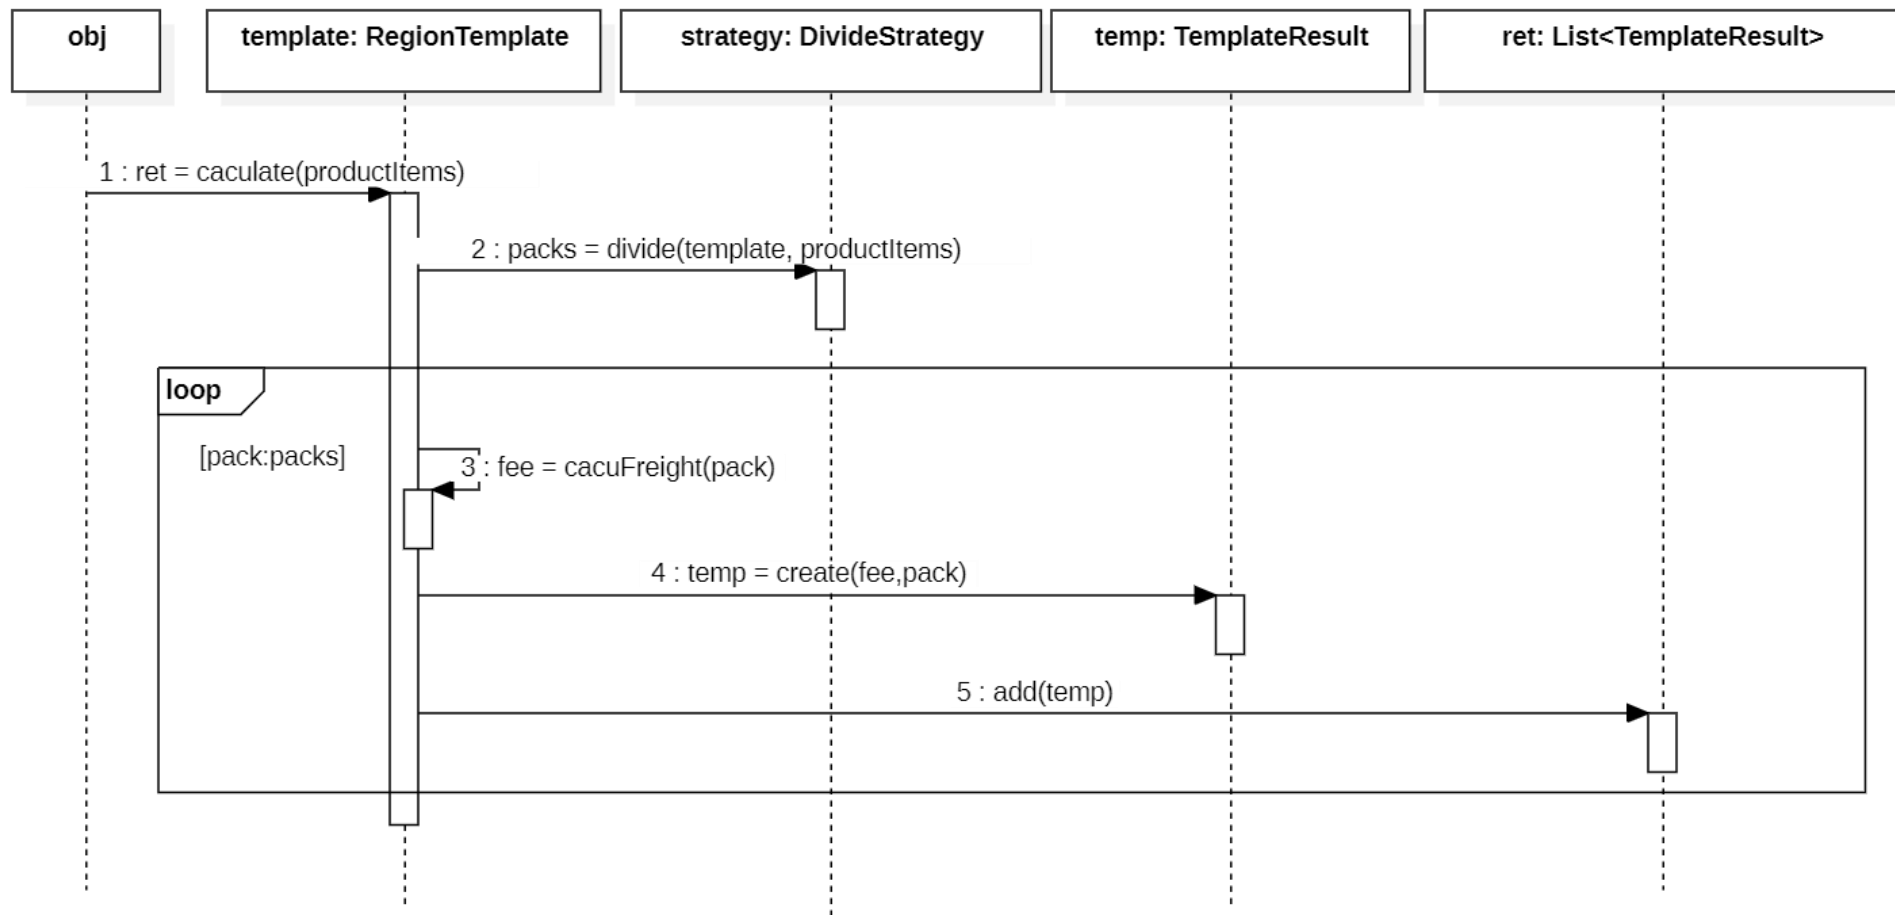 obj
template: RegionTemplate
strategy: DivideStrategy
temp: TemplateResult
ret: List<TemplateResult>
1 : ret = caculate(productItems)
2 : packs = divide(template, productItems)
loop
[pack:packs]
3 : fee = cacuFreight(pack)
4 : temp = create(fee,pack)
5 : add(temp)